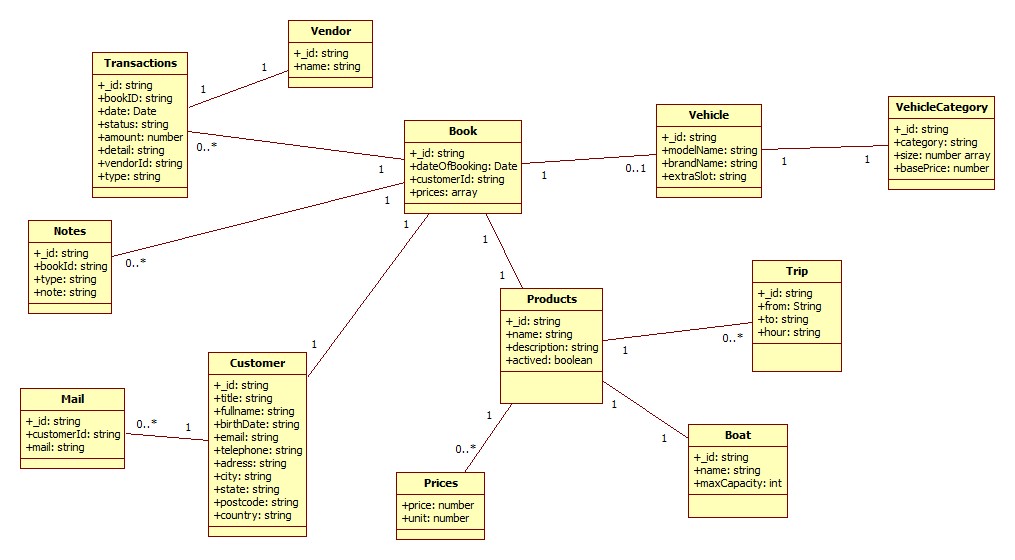 Vendor
+_id: string
+name: string
1
1
Transactions
+_id: string
+bookID: string
+date: Date
+status: string
+amount: number
+detail: string
+vendorId: string
+type: string
0..*
1
Book
+_id: string
+dateOfBooking: Date
+customerId: string
+prices: array
1
0..1
Vehicle
+_id: string
+modelName: string
+brandName: string
+extraSlot: string
1
1
VehicleCategory
+_id: string
+category: string
+size: number array
+basePrice: number
Notes
+_id: string
+bookId: string
+type: string
+note: string
0..*
1
1
1
1
1
Products
+_id: string
+name: string
+description: string
+actived: boolean
1
0..*
Trip
+_id: string
+from: String
+to: string
+hour: string
Customer
+_id: string
+title: string
+fullname: string
+birthDate: string
+email: string
+telephone: string
+adress: string
+city: string
+state: string
+postcode: string
+country: string
Mail
+_id: string
+customerId: string
+mail: string
0..*
1
1
0..*
Prices
+price: number
+unit: number
1
1
Boat
+_id: string
+name: string
+maxCapacity: int